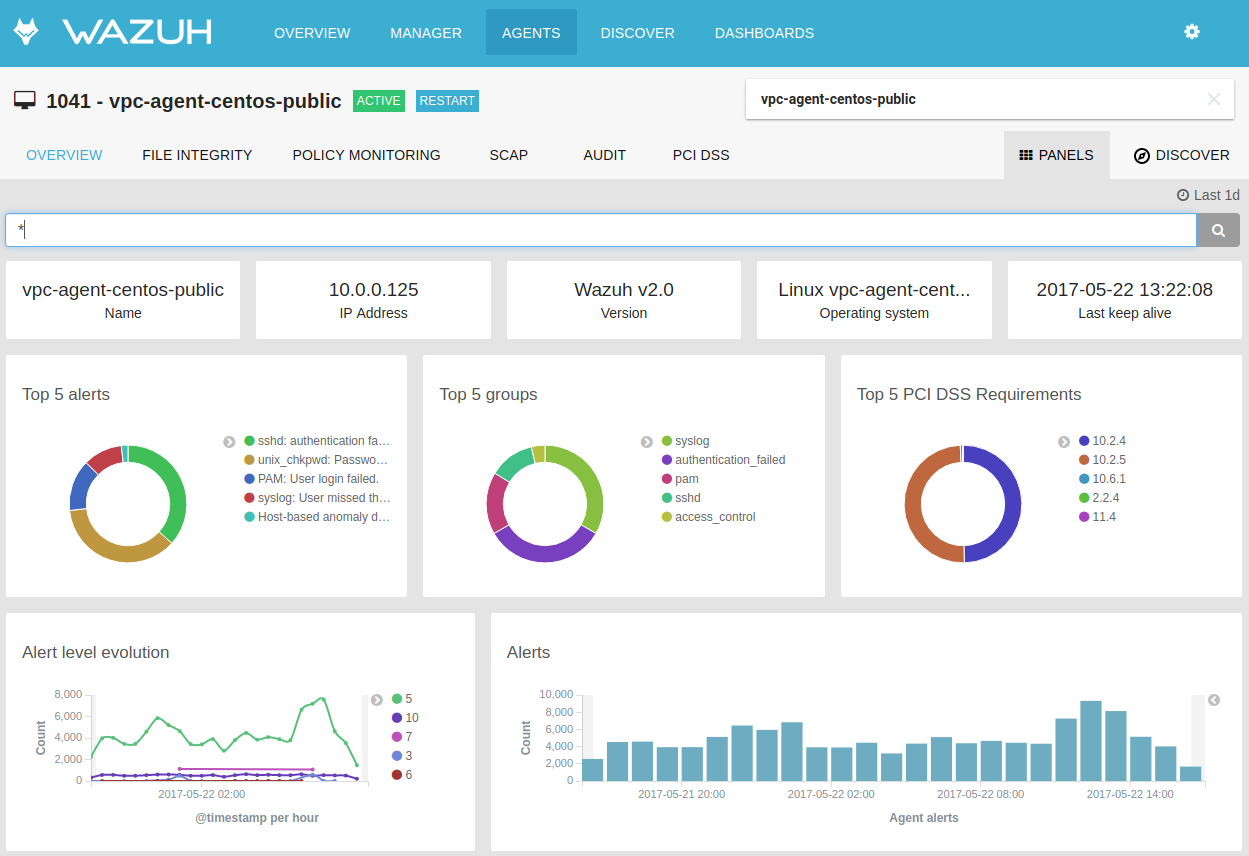 WAZUH OVERVIEW MANAGER AGENTS DISCOVER DASHBOARDS
1041 - vpc-agent-centos-public ACTIVE RESTART vpc-agent-centos-public
OVERVIEW FILE INTEGRITY POLICY MONITORING SCAP AUDIT PCI DSS PANELS DISCOVER
Last 1d
*
vpc-agent-centos-public
Name
10.0.0.125
IP Address
Wazuh v2.0
Version
Linux vpc-agent-cent...
Operating system
2017-05-22 13:22:08
Last keep alive
Top 5 alerts
sshd: authentication fa...
unix_chkpwd: Passwo...
PAM: User login failed.
syslog: User missed th...
Host-based anomaly d...
Top 5 groups
syslog
authentication_failed
pam
sshd
access_control
Top 5 PCI DSS Requirements
10.2.4
10.2.5
10.6.1
2.2.4
11.4
Alert level evolution
8,000
6,000
4,000
2,000
0
Count
2017-05-22 02:00
@timestamp per hour
5
10
7
3
6
Alerts
10,000
8,000
6,000
4,000
2,000
0
Count
2017-05-21 20:00 2017-05-22 02:00 2017-05-22 08:00 2017-05-22 14:00
Agent alerts